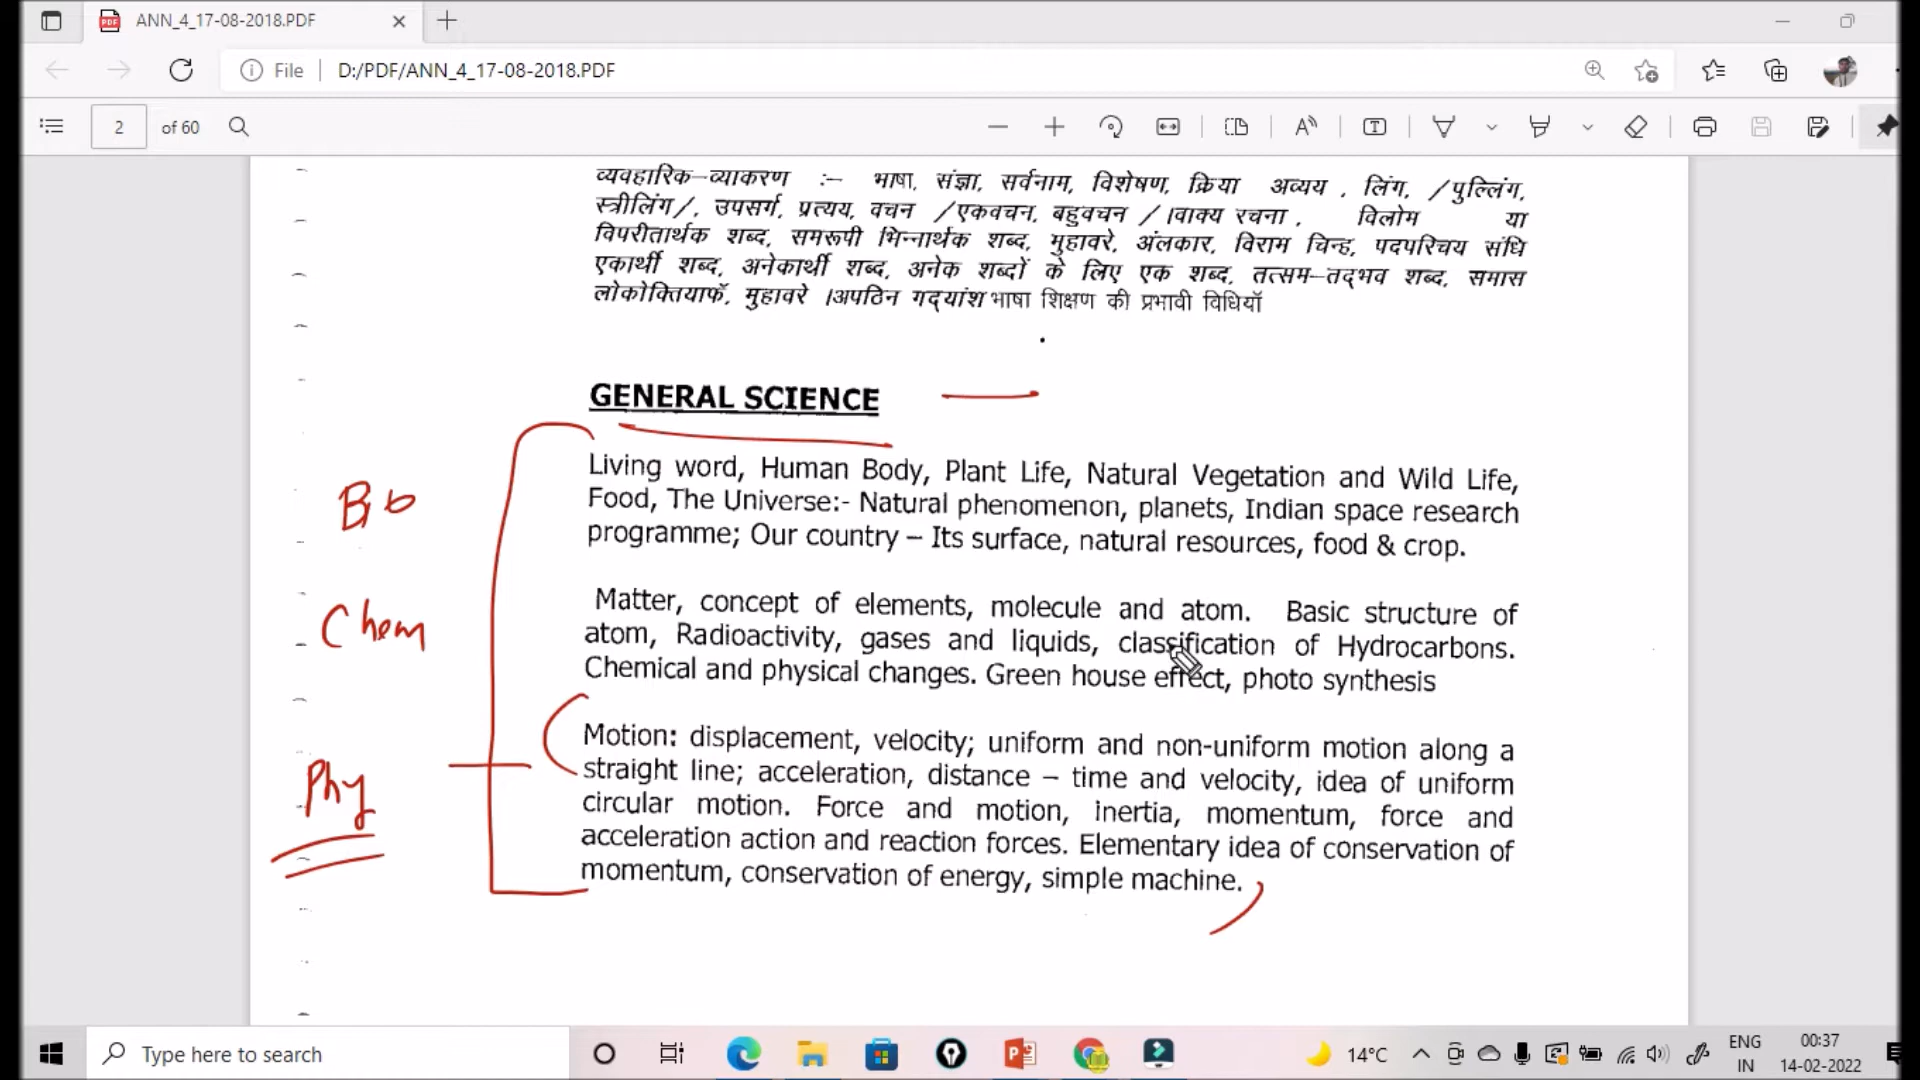 ANN_4_17-08-2018.PDF
File
D:/PDF/ANN_4_17-08-2018.PDF
2 of 60
व्यवहारिक–व्याकरण :– भाषा, संज्ञा, सर्वनाम, विशेषण, क्रिया अव्यय , लिंग, /पुल्लिंग,
स्त्रीलिंग/, उपसर्ग, प्रत्यय, वचन /एकवचन, बहुवचन / ।वाक्य रचना , विलोम या
विपरीतार्थक शब्द, समरूपी भिन्नार्थक शब्द, मुहावरे, अंलकार, विराम चिन्ह, पदपरिचय संधि
एकार्थी शब्द, अनेकार्थी शब्द, अनेक शब्दों के लिए एक शब्द, तत्सम–तद्भव शब्द, समास
लोकोक्तियाफॅ, मुहावरे ।अपठिन गद्यांश भाषा शिक्षण की प्रभावी विधियॉ
GENERAL SCIENCE
Living word, Human Body, Plant Life, Natural Vegetation and Wild Life,
Food, The Universe:- Natural phenomenon, planets, Indian space research
programme; Our country – Its surface, natural resources, food & crop.
Bio
Matter, concept of elements, molecule and atom. Basic structure of
atom, Radioactivity, gases and liquids, classification of Hydrocarbons.
Chemical and physical changes. Green house effect, photo synthesis
Chem
Motion: displacement, velocity; uniform and non-uniform motion along a
straight line; acceleration, distance – time and velocity, idea of uniform
circular motion. Force and motion, inertia, momentum, force and
acceleration action and reaction forces. Elementary idea of conservation of
momentum, conservation of energy, simple machine.
Phy
Type here to search
14°C
ENG
IN
00:37
14-02-2022